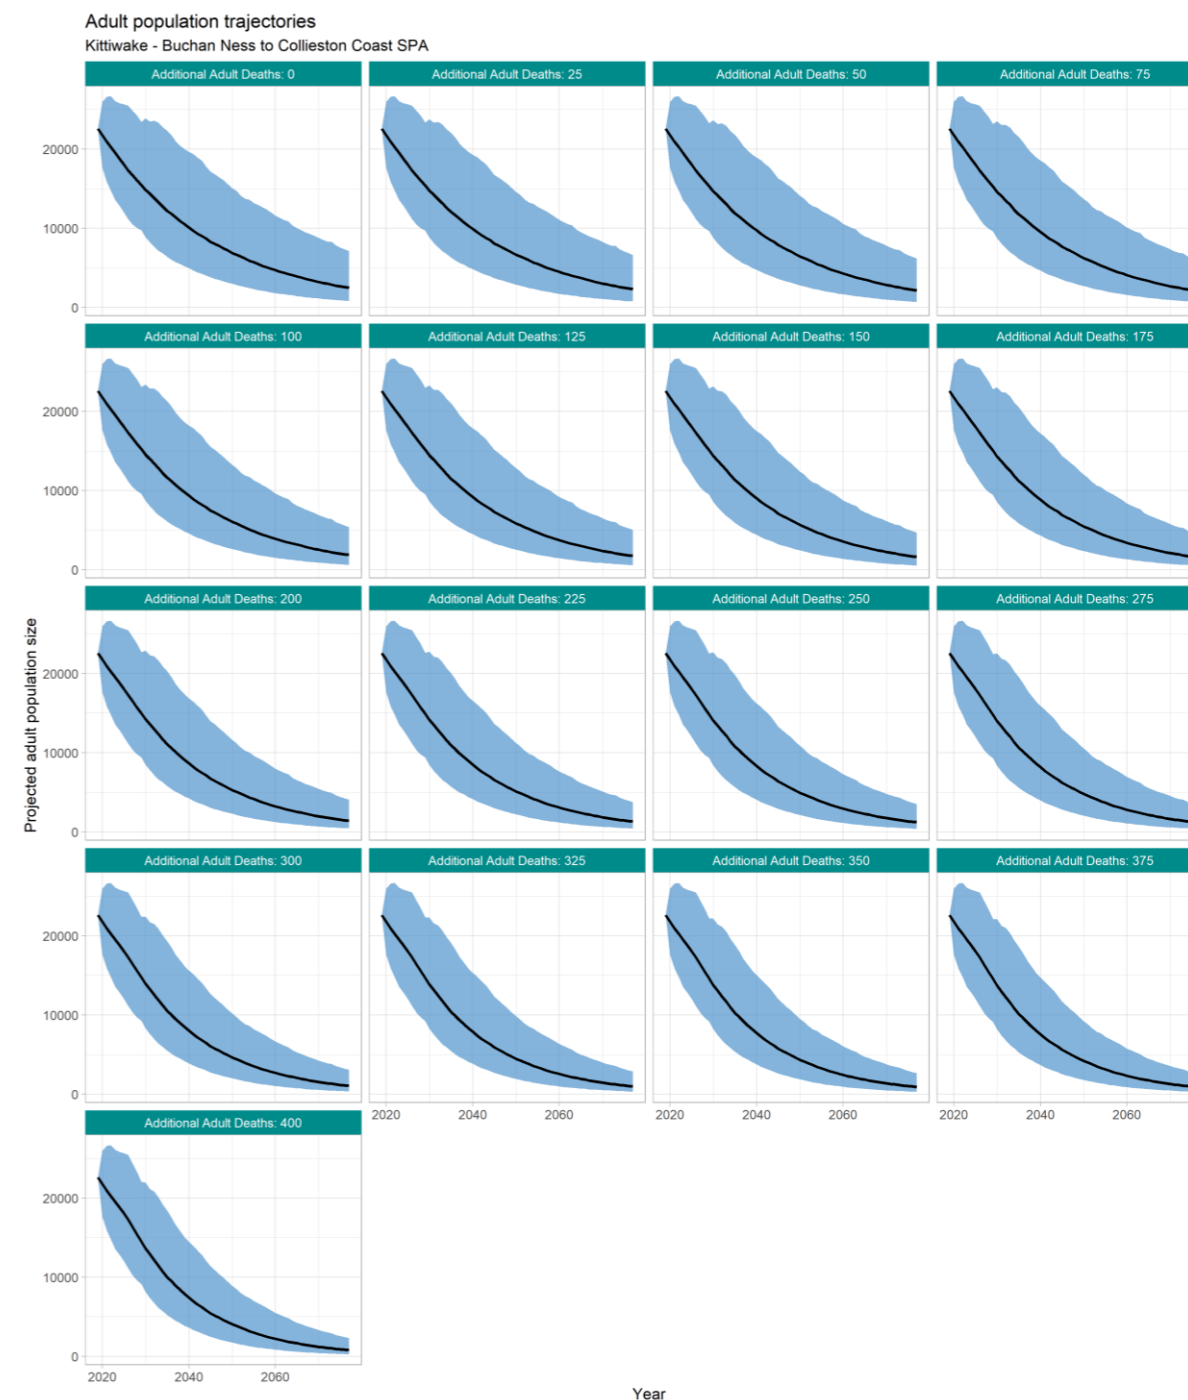 Adult population trajectories
Kittiwake - Buchan Ness to Collieston Coast SPA
Additional Adult Deaths: 0
Additional Adult Deaths: 25
Additional Adult Deaths: 50
Additional Adult Deaths: 75
20000
10000
0
Additional Adult Deaths: 100
Additional Adult Deaths: 125
Additional Adult Deaths: 150
Additional Adult Deaths: 175
20000
10000
0
Additional Adult Deaths: 200
Additional Adult Deaths: 225
Additional Adult Deaths: 250
Additional Adult Deaths: 275
Projected adult population size
20000
10000
0
Additional Adult Deaths: 300
Additional Adult Deaths: 325
Additional Adult Deaths: 350
Additional Adult Deaths: 375
20000
10000
0
2020 2040 2060
2020 2040 2060
2020 2040 2060
Additional Adult Deaths: 400
20000
10000
0
2020 2040 2060
Year